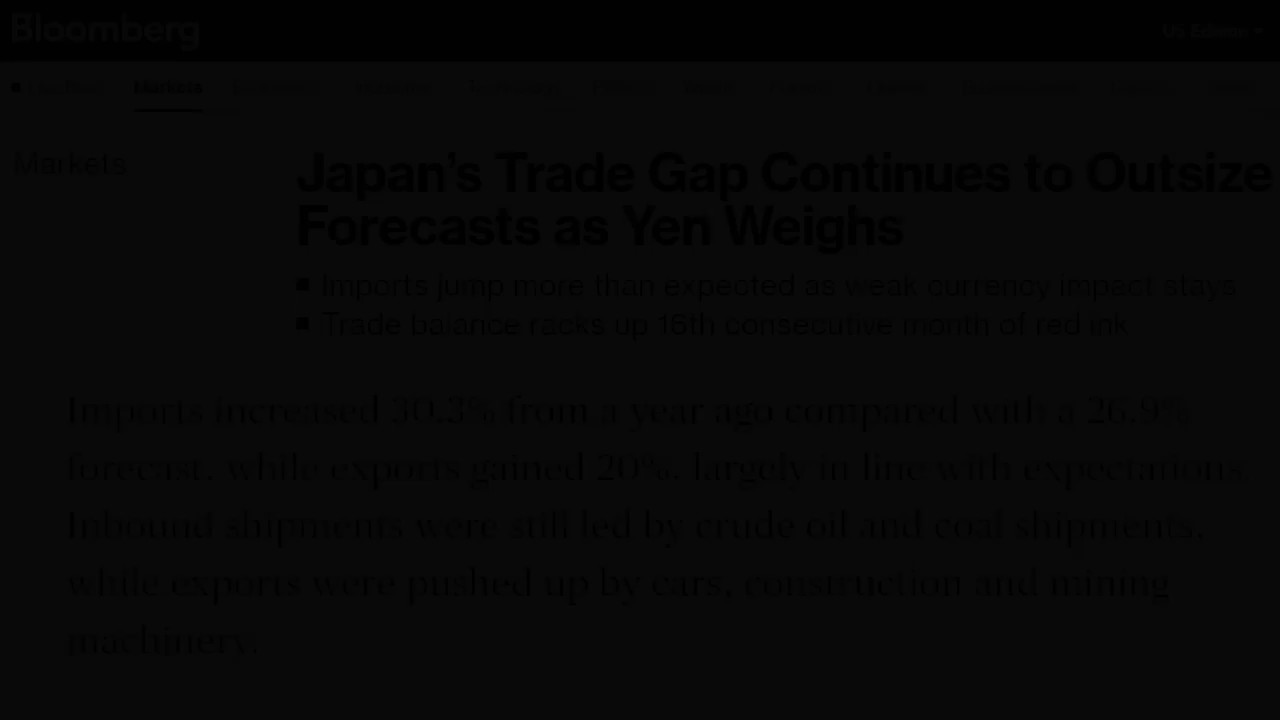 Bloomberg
US Edition
Markets
Markets
Japan's Trade Gap Continues to Outsize
Forecasts as Yen Weighs
Imports jump more than expected as weak currency impact stays
Trade balance racks up 16th consecutive month of red ink
Imports increased 30.3% from a year ago compared with a 26.9%
forecast, while exports gained 20%, largely in line with expectations.
Inbound shipments were still led by crude oil and coal shipments,
while exports were pushed up by cars, construction and mining
machinery.